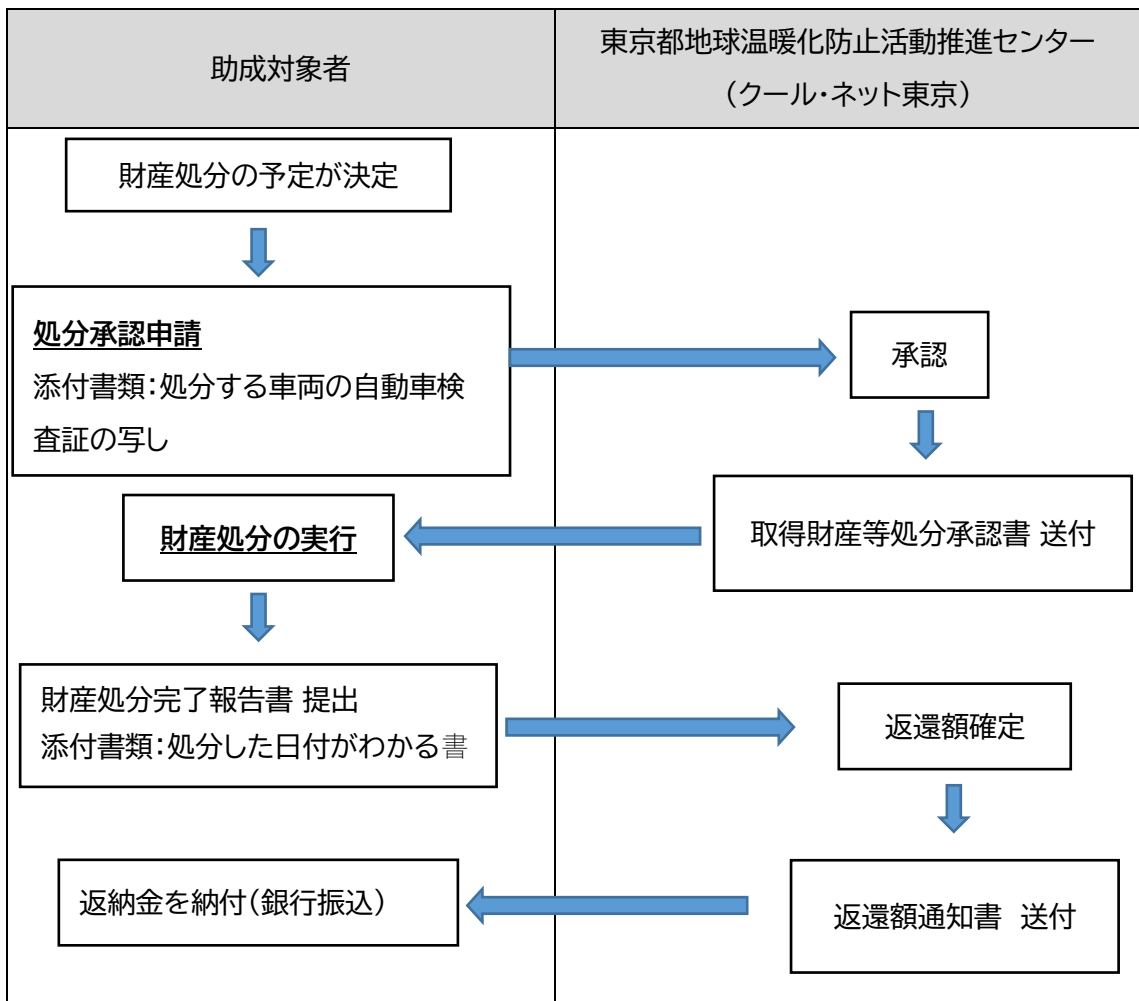 助成対象者
東京都地球温暖化防止活動推進センター
(クール・ネット東京)
財産処分の予定が決定
処分承認申請
添付書類:処分する車両の自動車検
査証の写し
承認
取得財産等処分承認書 送付
財産処分の実行
財産処分完了報告書 提出
添付書類:処分した日付がわかる書
返還額確定
返還額通知書 送付
返納金を納付(銀行振込)